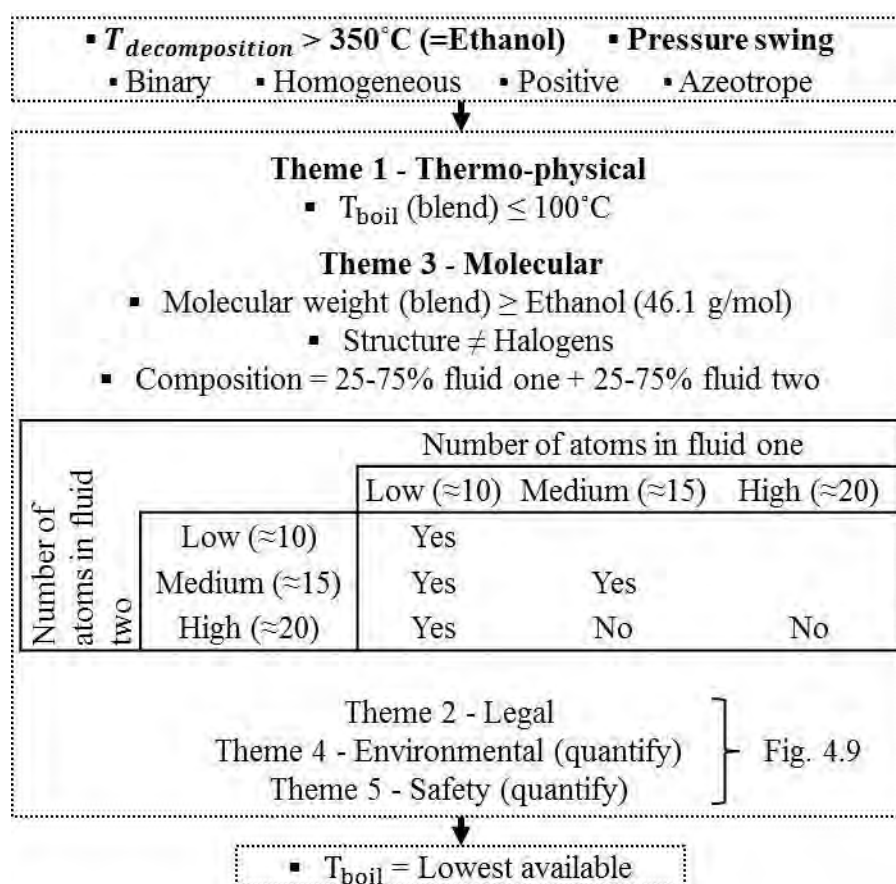 ▪ T_decomposition > 350°C (=Ethanol) ▪ Pressure swing
▪ Binary ▪ Homogeneous ▪ Positive ▪ Azeotrope
Theme 1 - Thermo-physical
▪ T_boil (blend) ≤ 100°C
Theme 3 - Molecular
▪ Molecular weight (blend) ≥ Ethanol (46.1 g/mol)
▪ Structure ≠ Halogens
▪ Composition = 25-75% fluid one + 25-75% fluid two
Number of atoms in fluid one
Low (≈10) Medium (≈15) High (≈20)
Number of
atoms in fluid
two
Low (≈10) Yes
Medium (≈15) Yes Yes
High (≈20) Yes No No
Theme 2 - Legal
Theme 4 - Environmental (quantify) Fig. 4.9
Theme 5 - Safety (quantify)
▪ T_boil = Lowest available